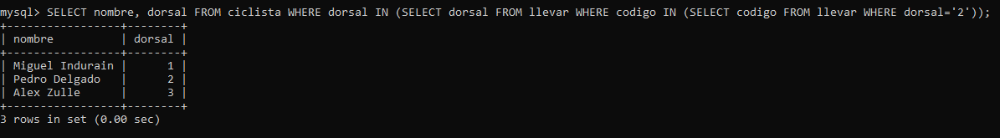 mysql> SELECT nombre, dorsal FROM ciclista WHERE dorsal IN (SELECT dorsal FROM llevar WHERE codigo IN (SELECT codigo FROM llevar WHERE dorsal='2'));
+-----------------+--------+
| nombre          | dorsal |
+-----------------+--------+
| Miguel Indurain |      1 |
| Pedro Delgado   |      2 |
| Alex Zulle      |      3 |
+-----------------+--------+
3 rows in set (0.00 sec)